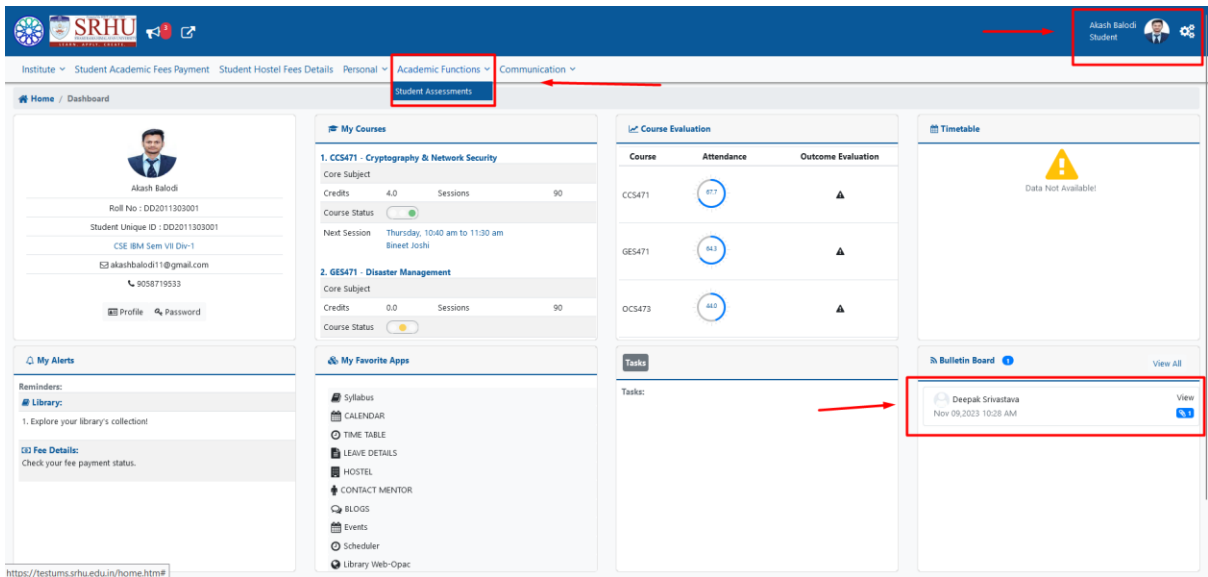 SRHU
LEARN. APPLY. CREATE.
3
Akash Balodi
Student
Institute
Student Academic Fees Payment
Student Hostel Fees Details
Personal
Academic Functions
Communication
Student Assessments
Home / Dashboard
Akash Balodi
Roll No : DD2011303001
Student Unique ID : DD2011303001
CSE IBM Sem VII Div-1
akashbalodi11@gmail.com
9058719533
Profile Password
My Courses
1. CCS471 - Cryptography & Network Security
Core Subject
Credits 4.0 Sessions 90
Course Status
Next Session Thursday, 10:40 am to 11:30 am
Bineet Joshi
2. GES471 - Disaster Management
Core Subject
Credits 0.0 Sessions 90
Course Status
Course Evaluation
Course Attendance Outcome Evaluation
CCS471 67.7
GES471 64.3
OCS473 44.0
Timetable
Data Not Available!
My Alerts
Reminders:
Library:
1. Explore your library's collection!
Fee Details:
Check your fee payment status.
My Favorite Apps
Syllabus
CALENDAR
TIME TABLE
LEAVE DETAILS
HOSTEL
CONTACT MENTOR
BLOGS
Events
Scheduler
Library Web-Opac
Tasks
Tasks:
Bulletin Board 1 View All
Deepak Srivastava View
Nov 09,2023 10:28 AM 1
https://testums.srhu.edu.in/home.htm#